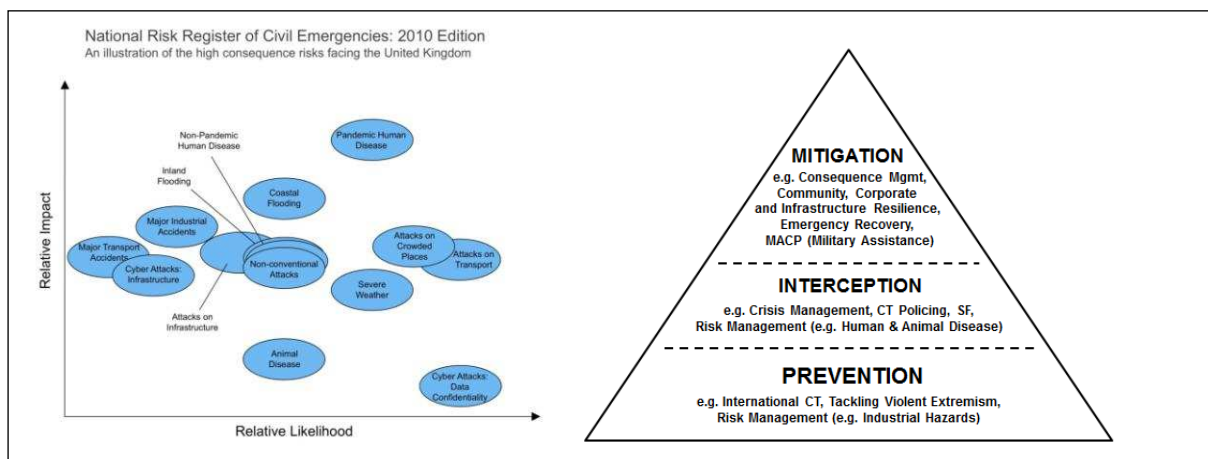 National Risk Register of Civil Emergencies: 2010 Edition
An illustration of the high consequence risks facing the United Kingdom
Relative Impact
Non-Pandemic
Human Disease
Inland
Flooding
Pandemic Human
Disease
Coastal
Flooding
Major Industrial
Accidents
Major Transport
Accidents
Cyber Attacks:
Infrastructure
Attacks on
Infrastructure
Non-conventional
Attacks
Attacks on
Crowded
Places
Attacks on
Transport
Severe
Weather
Animal
Disease
Cyber Attacks:
Data
Confidentiality
Relative Likelihood
MITIGATION
e.g. Consequence Mgmt,
Community, Corporate
and Infrastructure Resilience,
Emergency Recovery,
MACP (Military Assistance)
INTERCEPTION
e.g. Crisis Management, CT Policing, SF,
Risk Management (e.g. Human & Animal Disease)
PREVENTION
e.g. International CT, Tackling Violent Extremism,
Risk Management (e.g. Industrial Hazards)